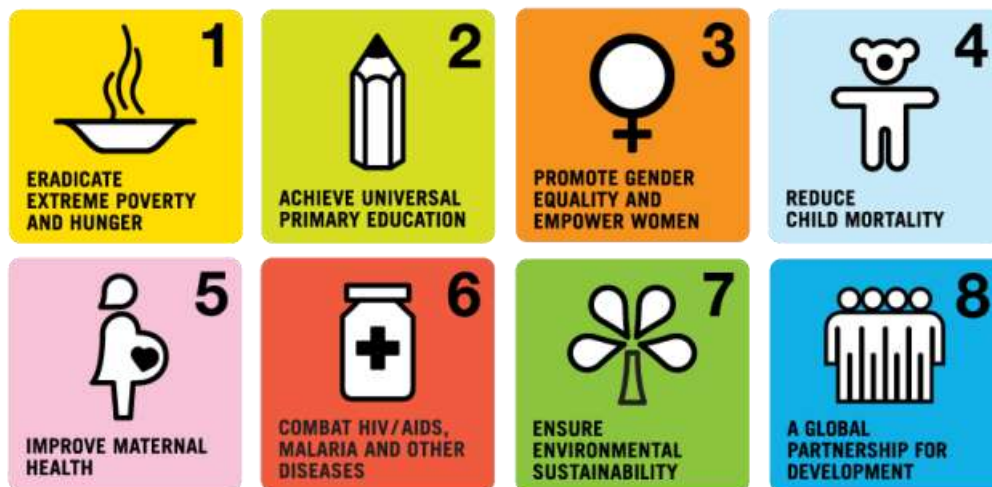 1
ERADICATE
EXTREME POVERTY
AND HUNGER
2
ACHIEVE UNIVERSAL
PRIMARY EDUCATION
3
PROMOTE GENDER
EQUALITY AND
EMPOWER WOMEN
4
REDUCE
CHILD MORTALITY
5
IMPROVE MATERNAL
HEALTH
6
COMBAT HIV/AIDS,
MALARIA AND OTHER
DISEASES
7
ENSURE
ENVIRONMENTAL
SUSTAINABILITY
8
A GLOBAL
PARTNERSHIP FOR
DEVELOPMENT